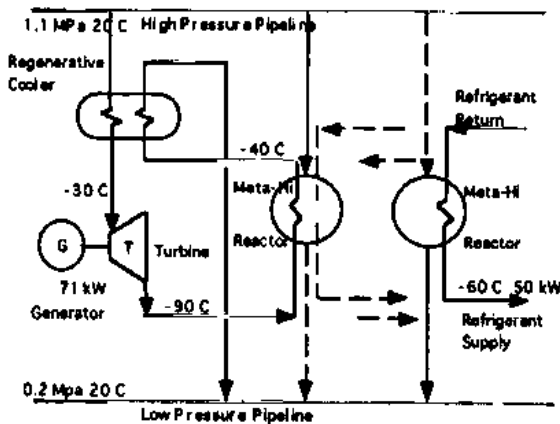 1.1 MPa 20 C High Pressure Pipeline
Regenerative
Cooler
Refrigerant
Return
-40 C
-30 C
Meta-Hi
Meta-Hi
G
T
Turbine
Reactor
Reactor
71 kW
Generator
-90 C
-60 C 50 kW
Refrigerant
Supply
0.2 Mpa 20 C
Low Pressure Pipeline